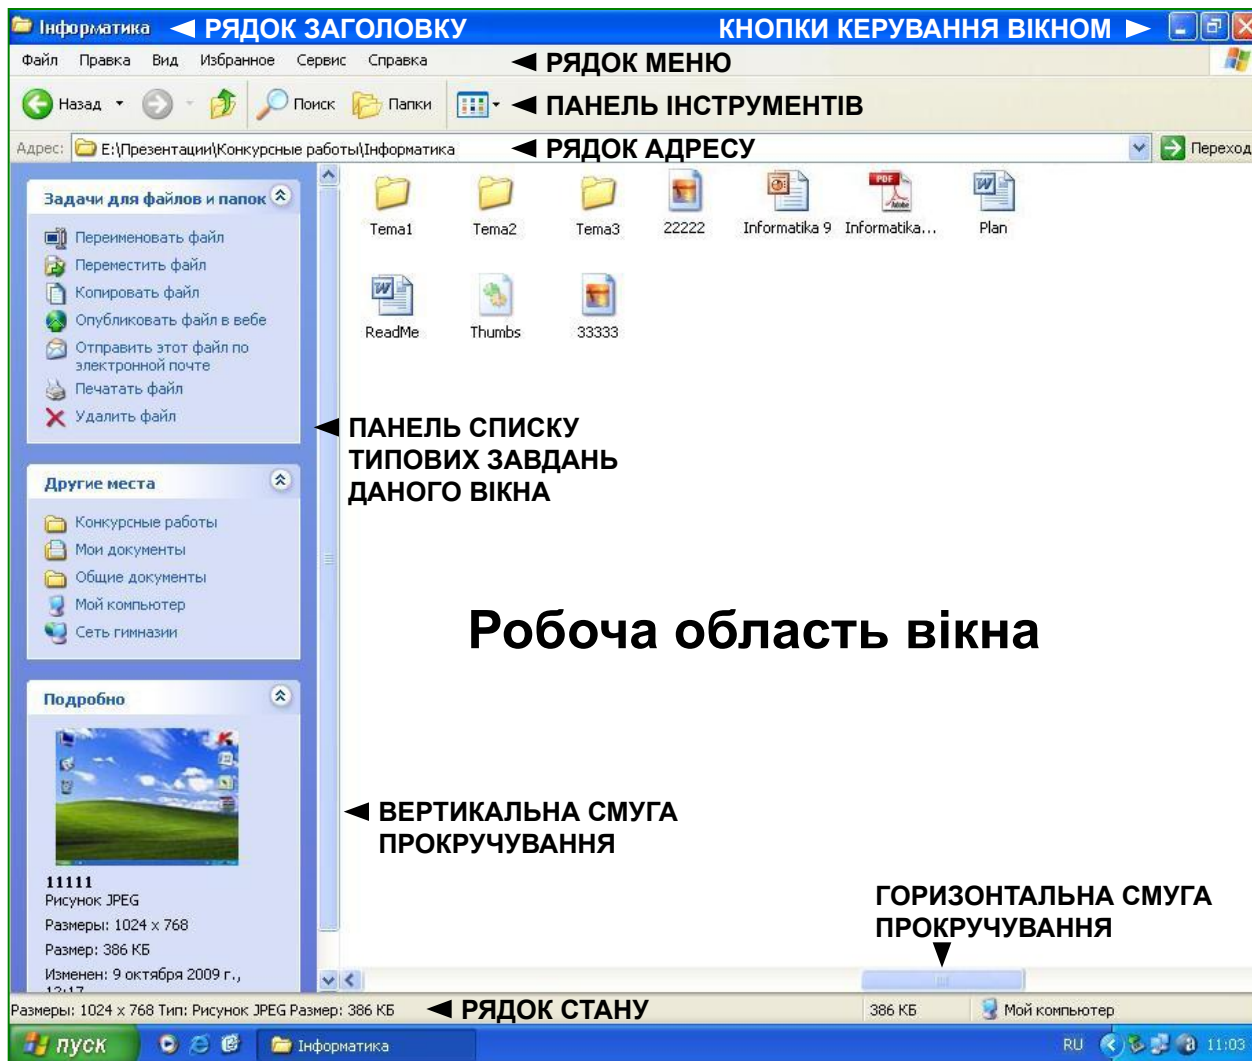 Інформатика
РЯДОК ЗАГОЛОВКУ
КНОПКИ КЕРУВАННЯ ВІКНОМ
Файл Правка Вид Избранное Сервис Справка
РЯДОК МЕНЮ
Назад Поиск Папки
ПАНЕЛЬ ІНСТРУМЕНТІВ
Адрес: E:\Презентации\Конкурсные работы\Інформатика
РЯДОК АДРЕСУ
Переход
Задачи для файлов и папок
Переименовать файл
Переместить файл
Копировать файл
Опубликовать файл в вебе
Отправить этот файл по
электронной почте
Печатать файл
Удалить файл
Другие места
Конкурсные работы
Мои документы
Общие документы
Мой компьютер
Сеть гимназии
Подробно
11111
Рисунок JPEG
Размеры: 1024 x 768
Размер: 386 КБ
Изменен: 9 октября 2009 г.,
12:17
Tema1 Tema2 Tema3 22222 Informatika 9 Informatika... Plan
PDF
Adobe
ReadMe Thumbs 33333
ПАНЕЛЬ СПИСКУ
ТИПОВИХ ЗАВДАНЬ
ДАНОГО ВІКНА
Робоча область вікна
ВЕРТИКАЛЬНА СМУГА
ПРОКРУЧУВАННЯ
ГОРИЗОНТАЛЬНА СМУГА
ПРОКРУЧУВАННЯ
Размеры: 1024 x 768 Тип: Рисунок JPEG Размер: 386 КБ
РЯДОК СТАНУ
386 КБ
Мой компьютер
пуск
Інформатика
RU
11:03